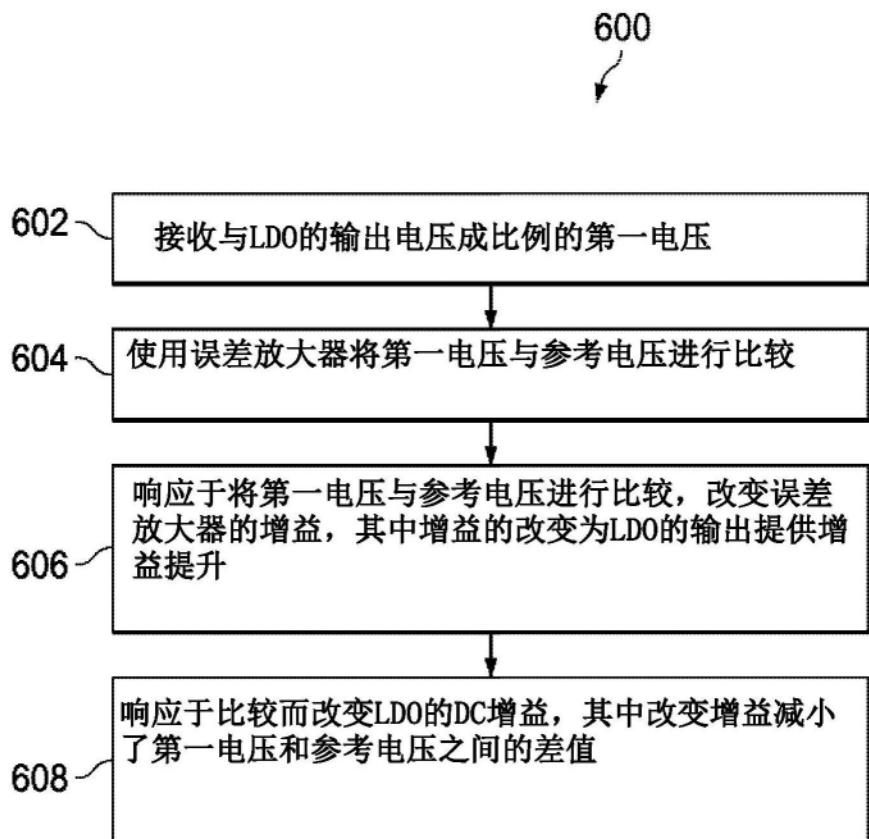 600
602
接收与LDO的输出电压成比例的第一电压
604
使用误差放大器将第一电压与参考电压进行比较
响应于将第一电压与参考电压进行比较，改变误差
放大器的增益，其中增益的改变为LDO的输出提供增
606
益提升
响应于比较而改变LDO的DC增益，其中改变增益减小
了第一电压和参考电压之间的差值
608